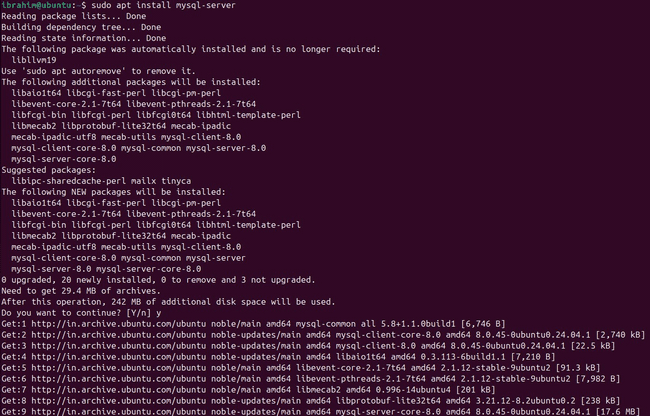 ibrahim@ubuntu:~$ sudo apt install mysql-server
Reading package lists... Done
Building dependency tree... Done
Reading state information... Done
The following package was automatically installed and is no longer required:
  libllvm19
Use 'sudo apt autoremove' to remove it.
The following additional packages will be installed:
  libaio1t64 libcgi-fast-perl libcgi-pm-perl
  libevent-core-2.1-7t64 libevent-pthreads-2.1-7t64
  libfcgi-bin libfcgi-perl libfcgi0t64 libhtml-template-perl
  libmecab2 libprotobuf-lite32t64 mecab-ipadic
  mecab-ipadic-utf8 mecab-utils mysql-client-8.0
  mysql-client-core-8.0 mysql-common mysql-server-8.0
  mysql-server-core-8.0
Suggested packages:
  libipc-sharedcache-perl mailx tinyca
The following NEW packages will be installed:
  libaio1t64 libcgi-fast-perl libcgi-pm-perl
  libevent-core-2.1-7t64 libevent-pthreads-2.1-7t64
  libfcgi-bin libfcgi-perl libfcgi0t64 libhtml-template-perl
  libmecab2 libprotobuf-lite32t64 mecab-ipadic
  mecab-ipadic-utf8 mecab-utils mysql-client-8.0
  mysql-client-core-8.0 mysql-common mysql-server
  mysql-server-8.0 mysql-server-core-8.0
0 upgraded, 20 newly installed, 0 to remove and 3 not upgraded.
Need to get 29.4 MB of archives.
After this operation, 242 MB of additional disk space will be used.
Do you want to continue? [Y/n] y
Get:1 http://in.archive.ubuntu.com/ubuntu noble/main amd64 mysql-common all 5.8+1.1.0build1 [6,746 B]
Get:2 http://in.archive.ubuntu.com/ubuntu noble-updates/main amd64 mysql-client-core-8.0 amd64 8.0.45-0ubuntu0.24.04.1 [2,740 kB]
Get:3 http://in.archive.ubuntu.com/ubuntu noble-updates/main amd64 mysql-client-8.0 amd64 8.0.45-0ubuntu0.24.04.1 [22.5 kB]
Get:4 http://in.archive.ubuntu.com/ubuntu noble-updates/main amd64 libaio1t64 amd64 0.3.113-6build1.1 [7,210 B]
Get:5 http://in.archive.ubuntu.com/ubuntu noble/main amd64 libevent-core-2.1-7t64 amd64 2.1.12-stable-9ubuntu2 [91.3 kB]
Get:6 http://in.archive.ubuntu.com/ubuntu noble/main amd64 libevent-pthreads-2.1-7t64 amd64 2.1.12-stable-9ubuntu2 [7,982 B]
Get:7 http://in.archive.ubuntu.com/ubuntu noble/main amd64 libmecab2 amd64 0.996-14ubuntu4 [201 kB]
Get:8 http://in.archive.ubuntu.com/ubuntu noble-updates/main amd64 libprotobuf-lite32t64 amd64 3.21.12-8.2ubuntu0.2 [238 kB]
Get:9 http://in.archive.ubuntu.com/ubuntu noble-updates/main amd64 mysql-server-core-8.0 amd64 8.0.45-0ubuntu0.24.04.1 [17.6 MB]